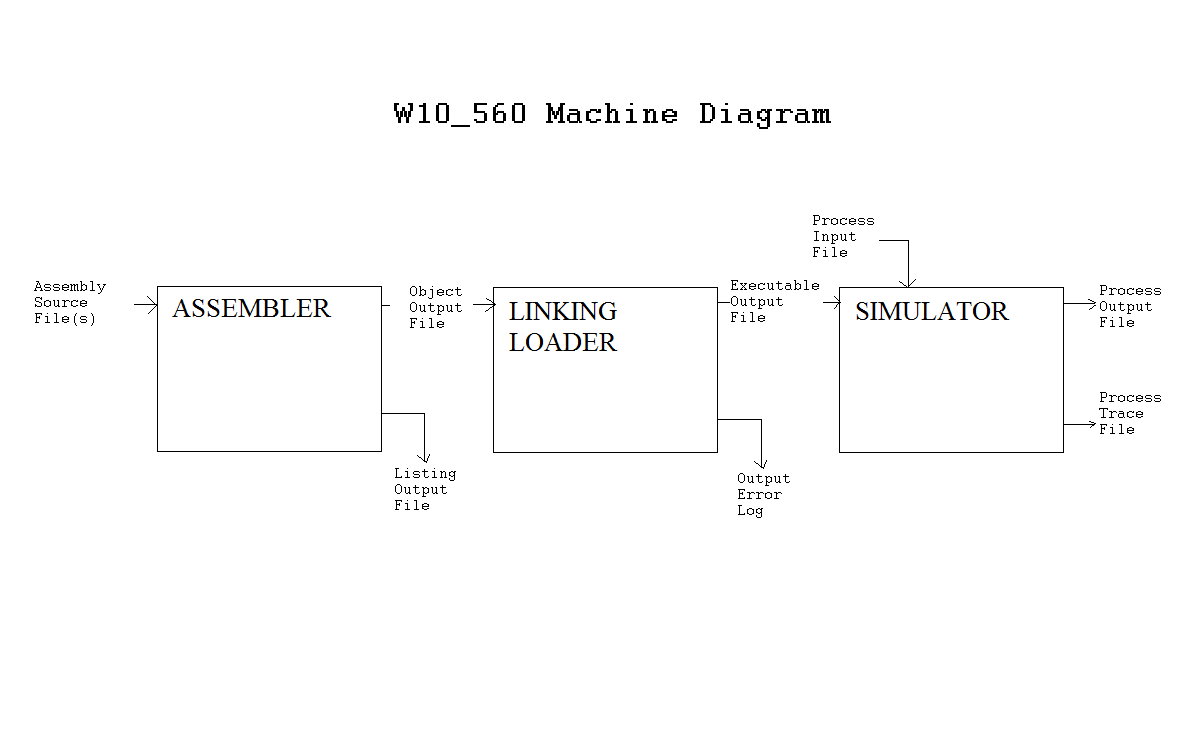 W10_560 Machine Diagram
Assembly
Source
File(s)
ASSEMBLER
Listing
Output
File
Object
Output
File
LINKING
LOADER
Output
Error
Log
Executable
Output
File
Process
Input
File
SIMULATOR
Process
Output
File
Process
Trace
File